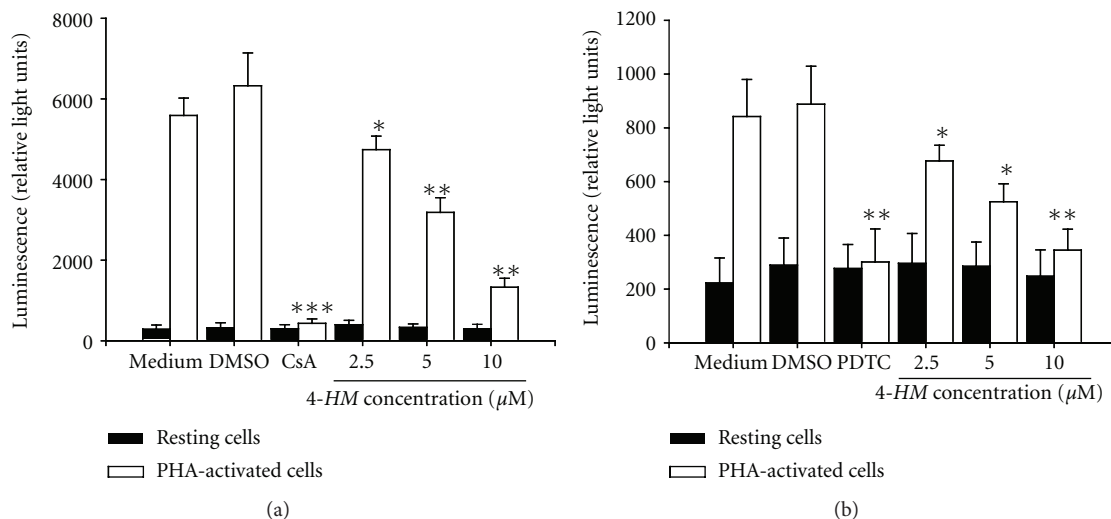 8000
6000
4000
2000
0
Luminescence (relative light units)
*
**
**
***
Medium DMSO CsA 2.5 5 10
4-HM concentration (μM)
Resting cells
PHA-activated cells
(a)
1200
1000
800
600
400
200
0
Luminescence (relative light units)
*
*
**
**
Medium DMSO PDTC 2.5 5 10
4-HM concentration (μM)
Resting cells
PHA-activated cells
(b)